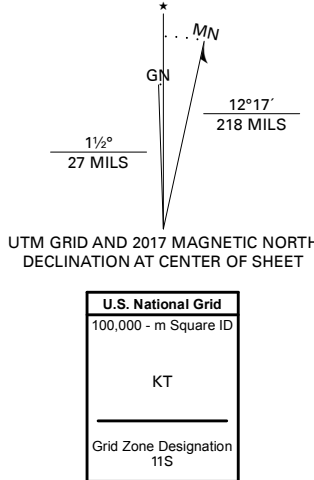 ★
MN
GN
12°17´
218 MILS
1½°
27 MILS
UTM GRID AND 2017 MAGNETIC NORTH
DECLINATION AT CENTER OF SHEET
U.S. National Grid
100,000 - m Square ID
KT
Grid Zone Designation
11S